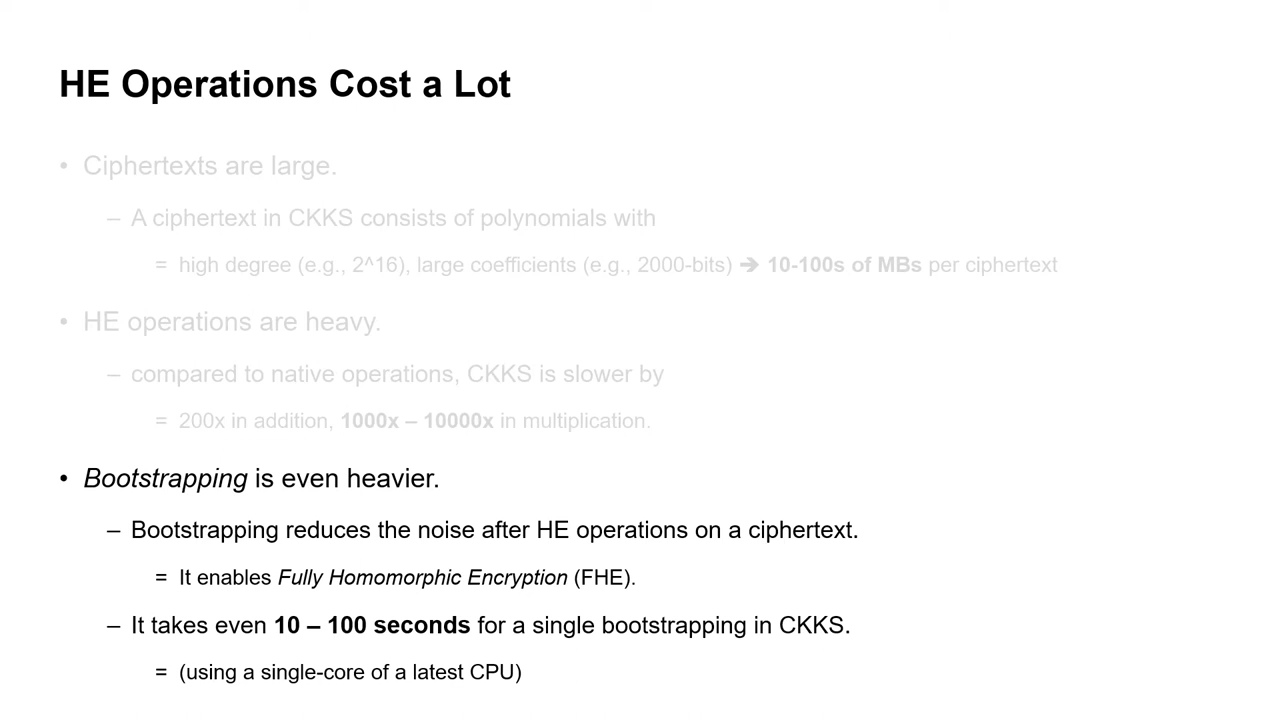 HE Operations Cost a Lot
• Ciphertexts are large.
– A ciphertext in CKKS consists of polynomials with
= high degree (e.g., 2^16), large coefficients (e.g., 2000-bits) ➔ 10-100s of MBs per ciphertext
• HE operations are heavy.
– compared to native operations, CKKS is slower by
= 200x in addition, 1000x – 10000x in multiplication.
• Bootstrapping is even heavier.
– Bootstrapping reduces the noise after HE operations on a ciphertext.
= It enables Fully Homomorphic Encryption (FHE).
– It takes even 10 – 100 seconds for a single bootstrapping in CKKS.
= (using a single-core of a latest CPU)